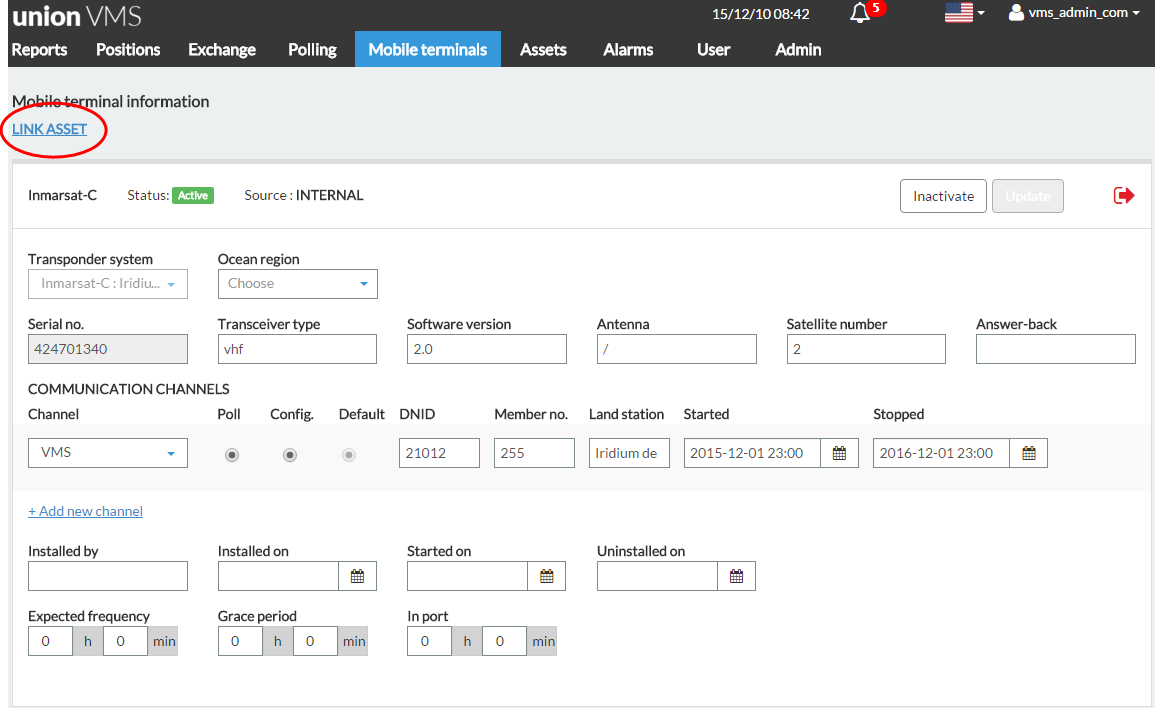 union VMS
15/12/10 08:42
5
vms_admin_com
Reports Positions Exchange Polling Mobile terminals Assets Alarms User Admin
Mobile terminal information
LINK ASSET
Inmarsat-C Status: Active Source : INTERNAL Inactivate Update
Transponder system Ocean region
Inmarsat-C : Iridiu... Choose
Serial no. Transceiver type Software version Antenna Satellite number Answer-back
424701340 vhf 2.0 / 2
COMMUNICATION CHANNELS
Channel Poll Config. Default DNID Member no. Land station Started Stopped
VMS 21012 255 Iridium de 2015-12-01 23:00 2016-12-01 23:00
+ Add new channel
Installed by Installed on Started on Uninstalled on
Expected frequency Grace period In port
0 h 0 min 0 h 0 min 0 h 0 min